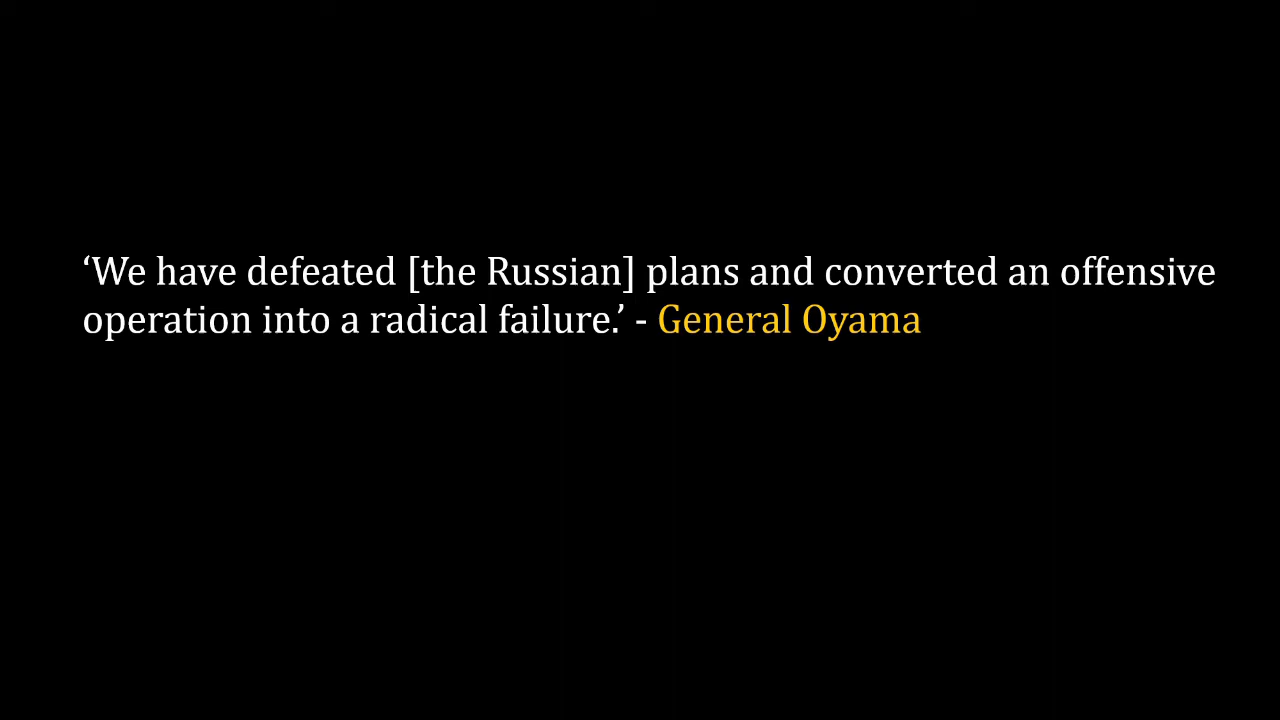 ‘We have defeated [the Russian] plans and converted an offensive
operation into a radical failure.’ - General Oyama